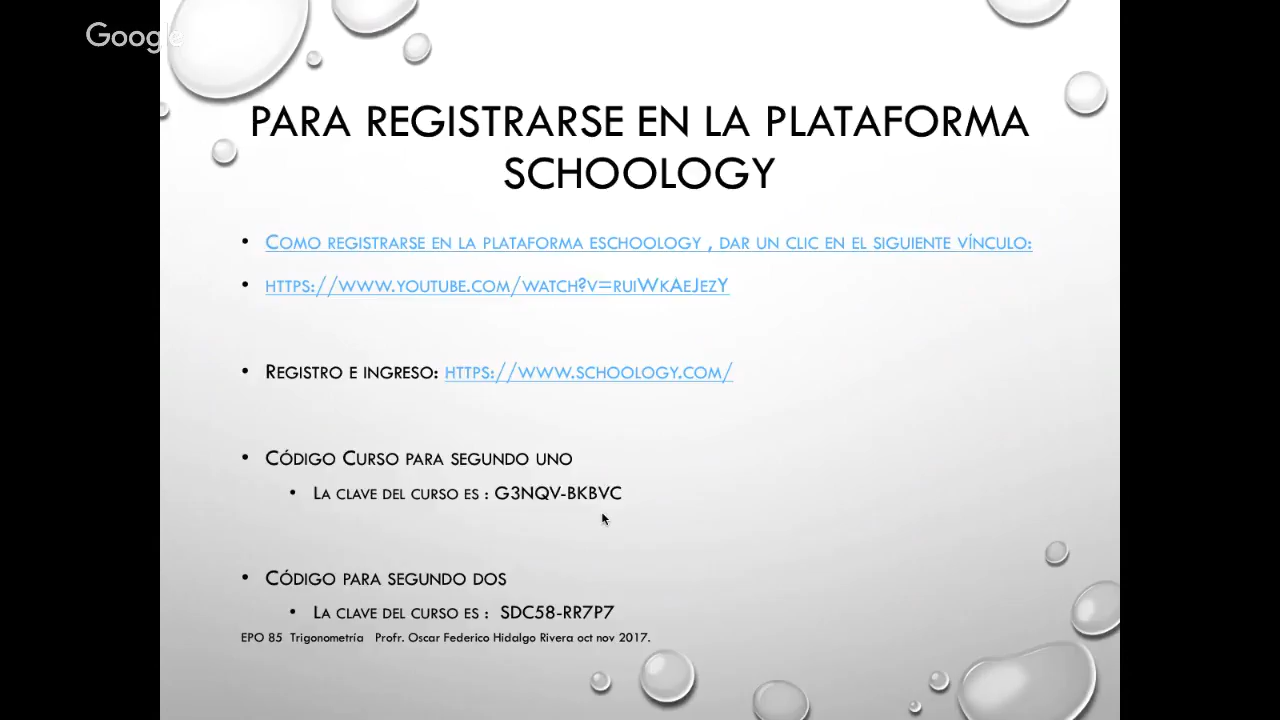 Google
PARA REGISTRARSE EN LA PLATAFORMA
SCHOOLOGY
• COMO REGISTRARSE EN LA PLATAFORMA ESCHOOLOGY , DAR UN CLIC EN EL SIGUIENTE VÍNCULO:
• HTTPS://WWW.YOUTUBE.COM/WATCH?V=RUIWKAEJEZY
• REGISTRO E INGRESO: HTTPS://WWW.SCHOOLOGY.COM/
• CÓDIGO CURSO PARA SEGUNDO UNO
• LA CLAVE DEL CURSO ES : G3NQV-BKBVC
• CÓDIGO PARA SEGUNDO DOS
• LA CLAVE DEL CURSO ES : SDC58-RR7P7
EPO 85 Trigonometría Profr. Oscar Federico Hidalgo Rivera oct nov 2017.